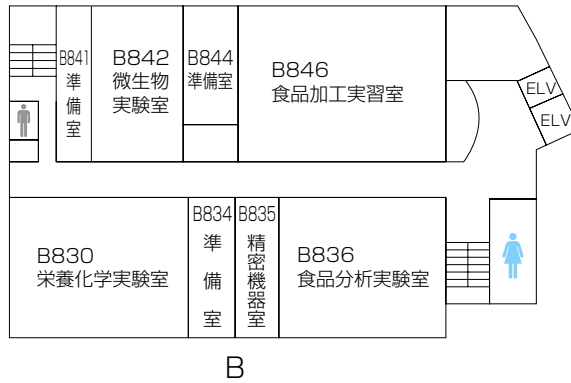 B841
準
備
室
B842
微生物
実験室
B844
準備室
B846
食品加工実習室
ELV
ELV
B830
栄養化学実験室
B834
準
備
室
B835
精
密
機
器
室
B836
食品分析実験室
B